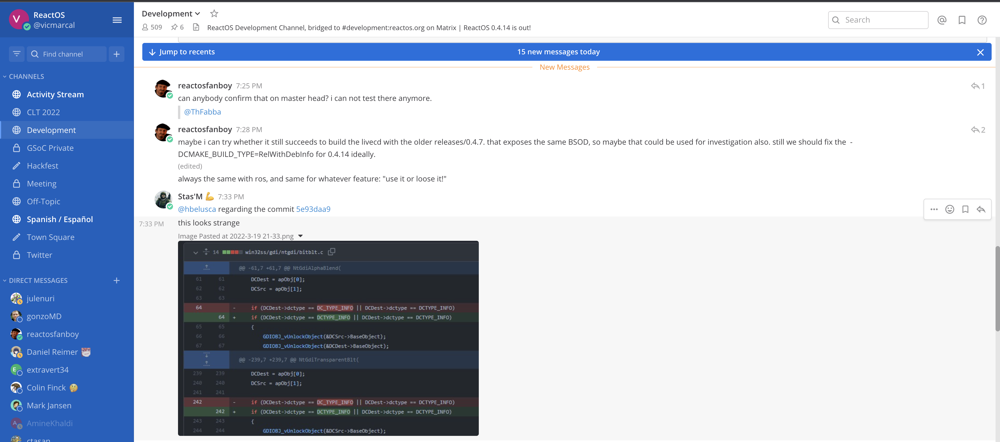 V
ReactOS
@vicmarcal
Find channel
CHANNELS
Activity Stream
CLT 2022
Development
GSoC Private
Hackfest
Meeting
Off-Topic
Spanish / Español
Town Square
Twitter
DIRECT MESSAGES
julenuri
gonzoMD
reactosfanboy
Daniel Reimer
E extravert34
Colin Finck
Mark Jansen
A AmineKhaldi
ctasan
Development
509 6 ReactOS Development Channel, bridged to #development:reactos.org on Matrix | ReactOS 0.4.14 is out!
Search
Jump to recents 15 new messages today
New Messages
reactosfanboy 7:25 PM 1
can anybody confirm that on master head? i can not test there anymore.
@ThFabba
reactosfanboy 7:28 PM 2
maybe i can try whether it still succeeds to build the livecd with the older releases/0.4.7. that exposes the same BSOD, so maybe that could be used for investigation also. still we should fix the -
DCMAKE_BUILD_TYPE=RelWithDebInfo for 0.4.14 ideally.
(edited)
always the same with ros, and same for whatever feature: "use it or loose it!"
Stas'M 7:33 PM
@hbelusca regarding the commit 5e93daa9
7:33 PM this looks strange
Image Pasted at 2022-3-19 21-33.png
14 win32ss/gdi/ntgdi/bitblt.c
@@ -61,7 +61,7 @@ NtGdiAlphaBlend(
61 61 DCDest = apObj[0];
62 62 DCSrc = apObj[1];
63 63
64 - if (DCDest->dctype == DC_TYPE_INFO || DCDest->dctype == DCTYPE_INFO)
64 + if (DCDest->dctype == DCTYPE_INFO || DCDest->dctype == DCTYPE_INFO)
65 65 {
66 66 GDIOBJ_vUnlockObject(&DCSrc->BaseObject);
67 67 GDIOBJ_vUnlockObject(&DCDest->BaseObject);
@@ -239,7 +239,7 @@ NtGdiTransparentBlt(
239 239 DCDest = apObj[0];
240 240 DCSrc = apObj[1];
241 241
242 - if (DCDest->dctype == DC_TYPE_INFO || DCDest->dctype == DCTYPE_INFO)
242 + if (DCDest->dctype == DCTYPE_INFO || DCDest->dctype == DCTYPE_INFO)
243 243 {
244 244 GDIOBJ_vUnlockObject(&DCSrc->BaseObject);